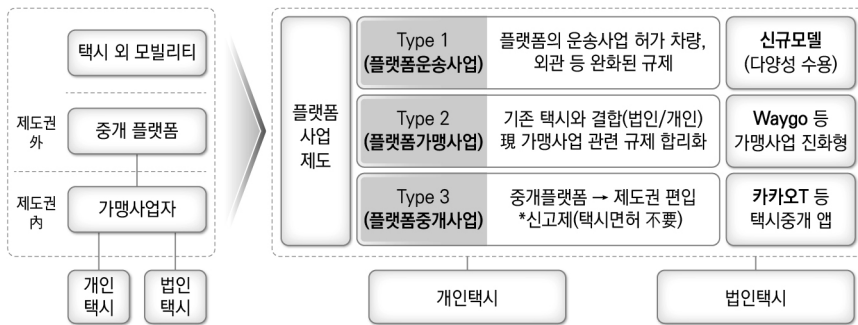 택시 외 모빌리티
제도권
外
중개 플랫폼
제도권
内
가맹사업자
개인
택시
법인
택시
플랫폼
사업
제도
Type 1
(플랫폼운송사업)
플랫폼의 운송사업 허가 차량,
외관 등 완화된 규제
신규모델
(다양성 수용)
Type 2
(플랫폼가맹사업)
기존 택시와 결합(법인/개인)
現 가맹사업 관련 규제 합리화
Waygo 등
가맹사업 진화형
Type 3
(플랫폼중개사업)
중개플랫폼 → 제도권 편입
*신고제(택시면허 不要)
카카오T 등
택시중개 앱
개인택시
법인택시